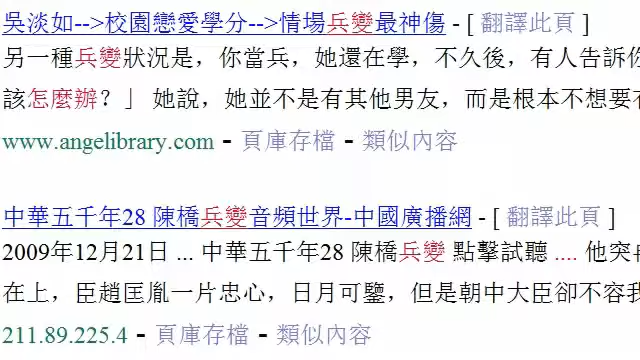 吳淡如-->校園戀愛學分-->情場兵變最神傷 - [ 翻譯此頁 ]
另一種兵變狀況是，你當兵，她還在學，不久後，有人告訴你
該怎麼辦？」 她說，她並不是有其他男友，而是根本不想要有
www.angelibrary.com - 頁庫存檔 - 類似內容
中華五千年28 陳橋兵變音頻世界-中國廣播網 - [ 翻譯此頁 ]
2009年12月21日 ... 中華五千年28 陳橋兵變 點擊試聽 .... 他突
在上，臣趙匡胤一片忠心，日月可鑒，但是朝中大臣卻不容我
211.89.225.4 - 頁庫存檔 - 類似內容